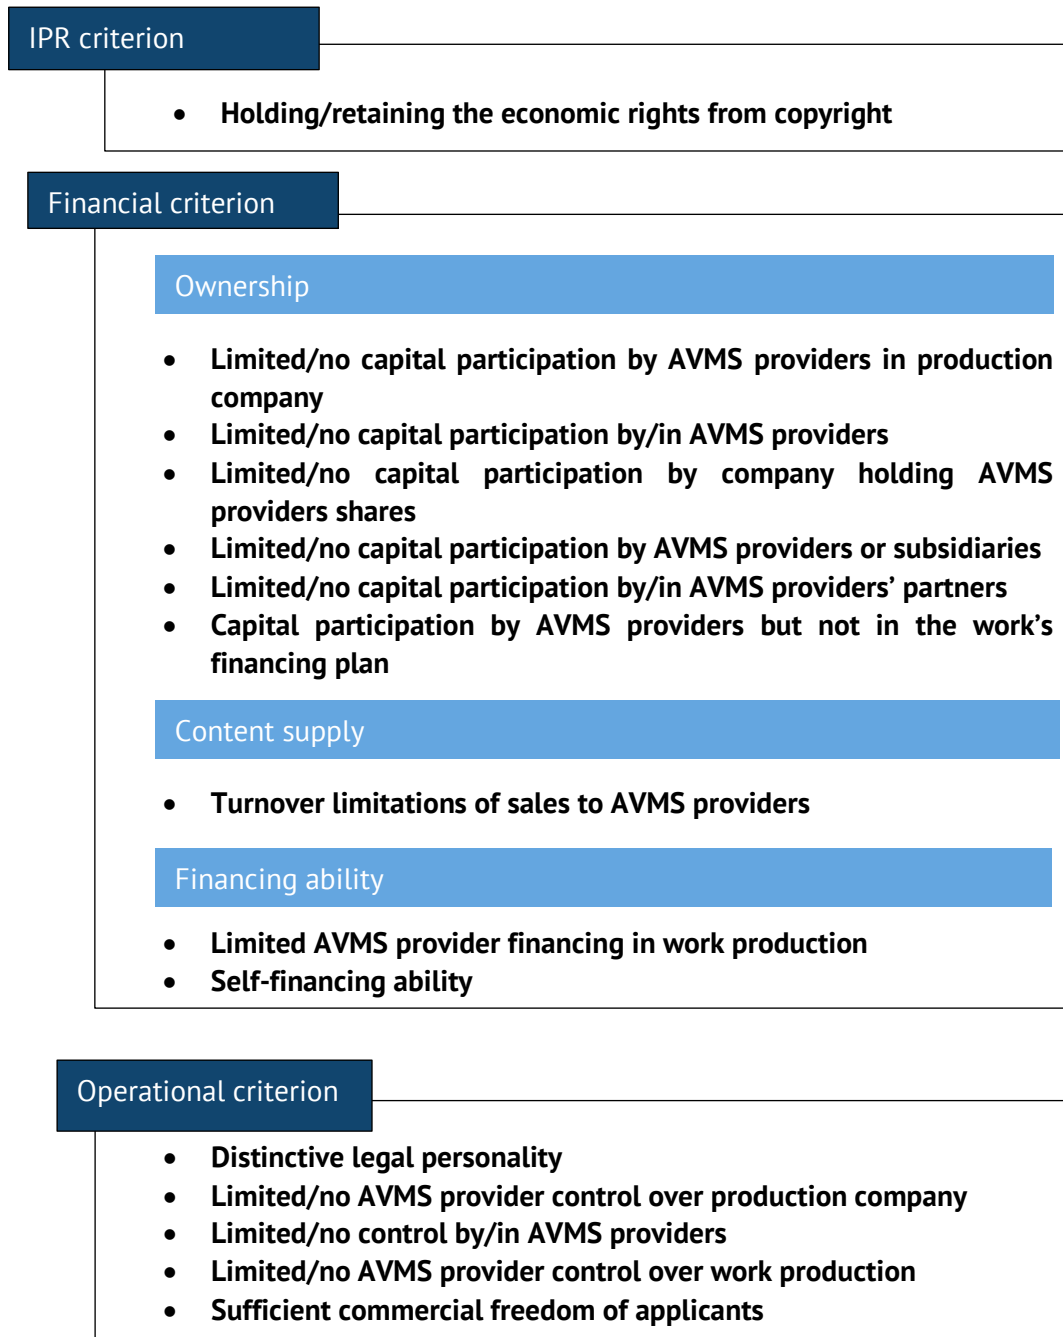 IPR criterion
• Holding/retaining the economic rights from copyright
Financial criterion
Ownership
• Limited/no capital participation by AVMS providers in production
company
• Limited/no capital participation by/in AVMS providers
• Limited/no capital participation by company holding AVMS
providers shares
• Limited/no capital participation by AVMS providers or subsidiaries
• Limited/no capital participation by/in AVMS providers’ partners
• Capital participation by AVMS providers but not in the work’s
financing plan
Content supply
• Turnover limitations of sales to AVMS providers
Financing ability
• Limited AVMS provider financing in work production
• Self-financing ability
Operational criterion
• Distinctive legal personality
• Limited/no AVMS provider control over production company
• Limited/no control by/in AVMS providers
• Limited/no AVMS provider control over work production
• Sufficient commercial freedom of applicants